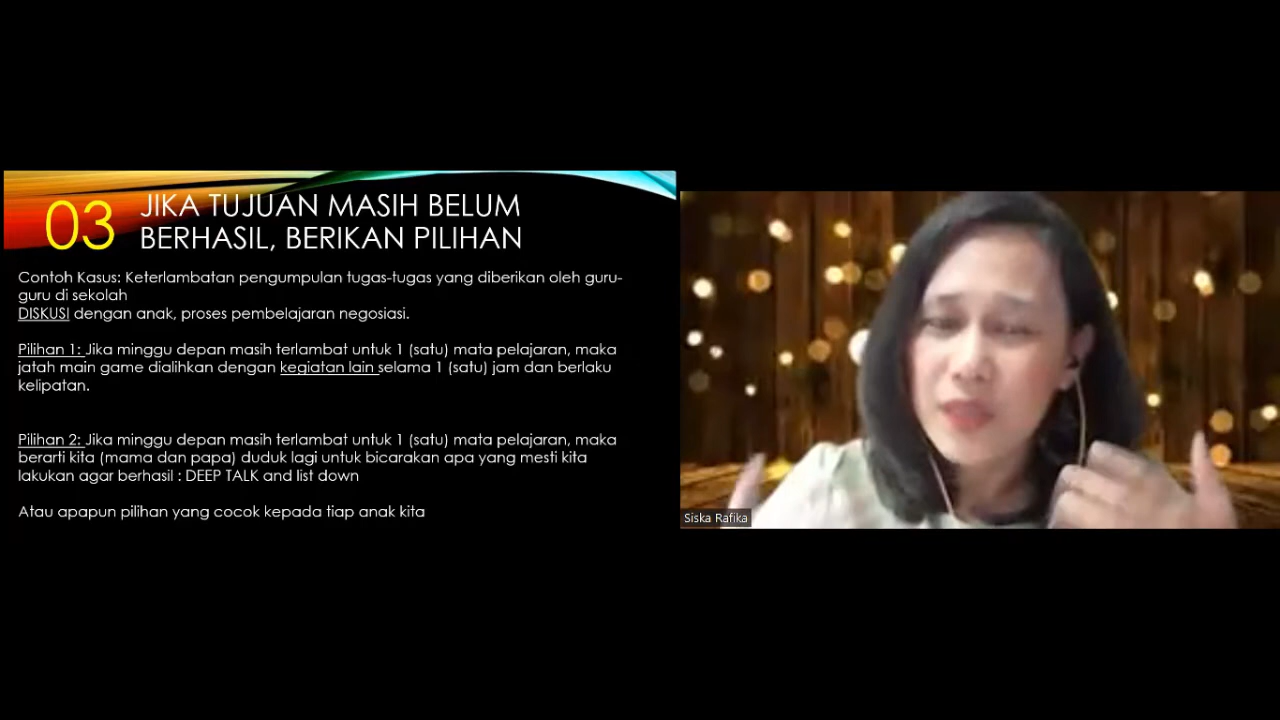 03
JIKA TUJUAN MASIH BELUM
BERHASIL, BERIKAN PILIHAN
Contoh Kasus: Keterlambatan pengumpulan tugas-tugas yang diberikan oleh guru-
guru di sekolah
DISKUSI dengan anak, proses pembelajaran negosiasi.
Pilihan 1: Jika minggu depan masih terlambat untuk 1 (satu) mata pelajaran, maka
jatah main game dialihkan dengan kegiatan lain selama 1 (satu) jam dan berlaku
kelipatan.
Pilihan 2: Jika minggu depan masih terlambat untuk 1 (satu) mata pelajaran, maka
berarti kita (mama dan papa) duduk lagi untuk bicarakan apa yang mesti kita
lakukan agar berhasil : DEEP TALK and list down
Atau apapun pilihan yang cocok kepada tiap anak kita
Siska Rafika